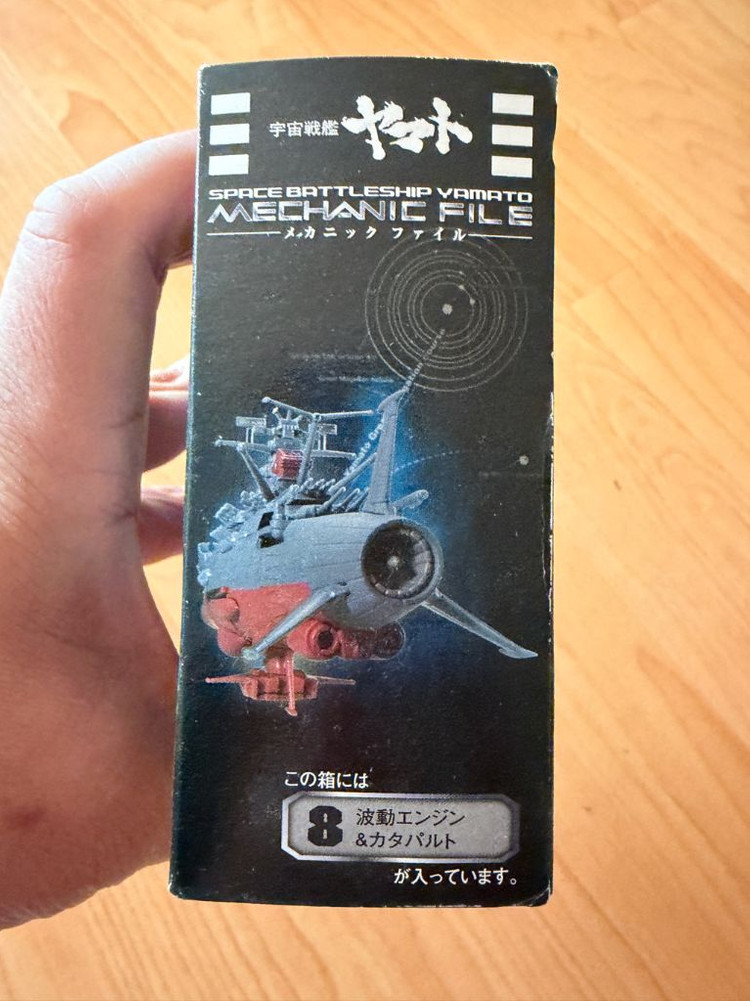 宇宙戦艦 ヤマト
SPACE BATTLESHIP YAMATO
MECHANIC FILE
メカニック ファイル
この箱には
8 波動エンジン
&カタパルト
が入っています。